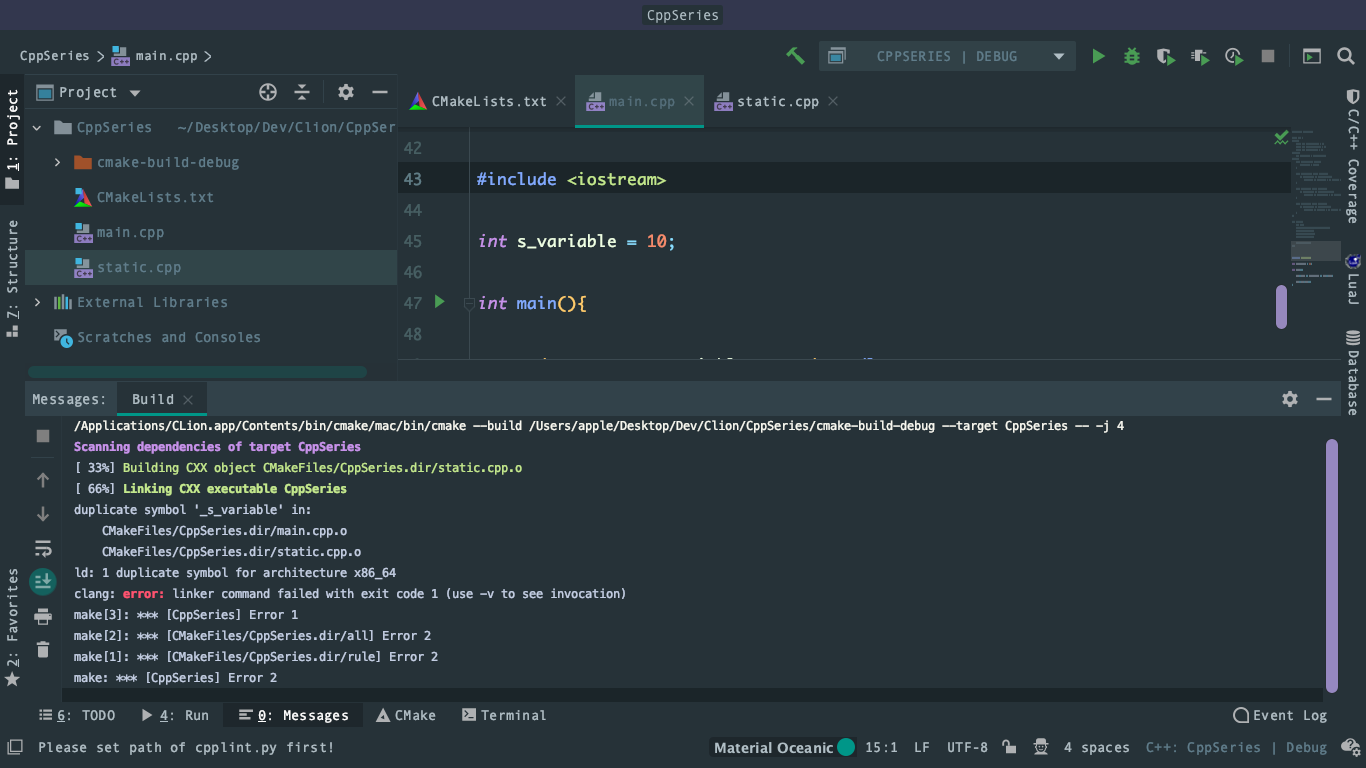 CppSeries
CppSeries > main.cpp >
CPPSERIES | DEBUG
1: Project
Z: Structure
2: Favorites
Project
CppSeries ~/Desktop/Dev/Clion/CppSer
cmake-build-debug
CMakeLists.txt
main.cpp
static.cpp
External Libraries
Scratches and Consoles
CMakeLists.txt
main.cpp
static.cpp
42
43 #include <iostream>
44
45 int s_variable = 10;
46
47 int main(){
48
C/C++ Coverage
LuaJ
Database
Messages: Build
/Applications/CLion.app/Contents/bin/cmake/mac/bin/cmake --build /Users/apple/Desktop/Dev/Clion/CppSeries/cmake-build-debug --target CppSeries -- -j 4
Scanning dependencies of target CppSeries
[ 33%] Building CXX object CMakeFiles/CppSeries.dir/static.cpp.o
[ 66%] Linking CXX executable CppSeries
duplicate symbol '_s_variable' in:
CMakeFiles/CppSeries.dir/main.cpp.o
CMakeFiles/CppSeries.dir/static.cpp.o
ld: 1 duplicate symbol for architecture x86_64
clang: error: linker command failed with exit code 1 (use -v to see invocation)
make[3]: *** [CppSeries] Error 1
make[2]: *** [CMakeFiles/CppSeries.dir/all] Error 2
make[1]: *** [CMakeFiles/CppSeries.dir/rule] Error 2
make: *** [CppSeries] Error 2
6: TODO
4: Run
0: Messages
CMake
Terminal
Event Log
Please set path of cpplint.py first!
Material Oceanic
15:1 LF UTF-8 4 spaces C++: CppSeries | Debug